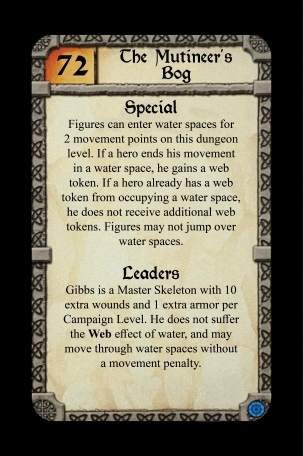 72
The Mutineer's
Bog
Special
Figures can enter water spaces for
2 movement points on this dungeon
level. If a hero ends his movement
in a water space, he gains a web
token. If a hero already has a web
token from occupying a water space,
he does not receive additional web
tokens. Figures may not jump over
water spaces.
Leaders
Gibbs is a Master Skeleton with 10
extra wounds and 1 extra armor per
Campaign Level. He does not suffer
the Web effect of water, and may
move through water spaces without
a movement penalty.